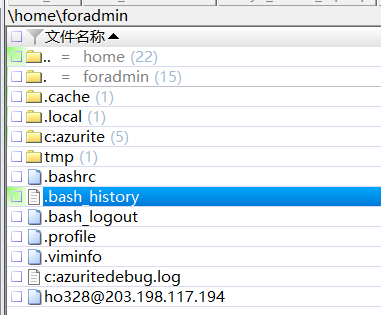 \home\foradmin
文件名称
.. = home (22)
. = foradmin (15)
.cache (1)
.local (1)
c:azurite (5)
tmp (1)
.bashrc
.bash_history
.bash_logout
.profile
.viminfo
c:azuritedebug.log
ho328@203.198.117.194